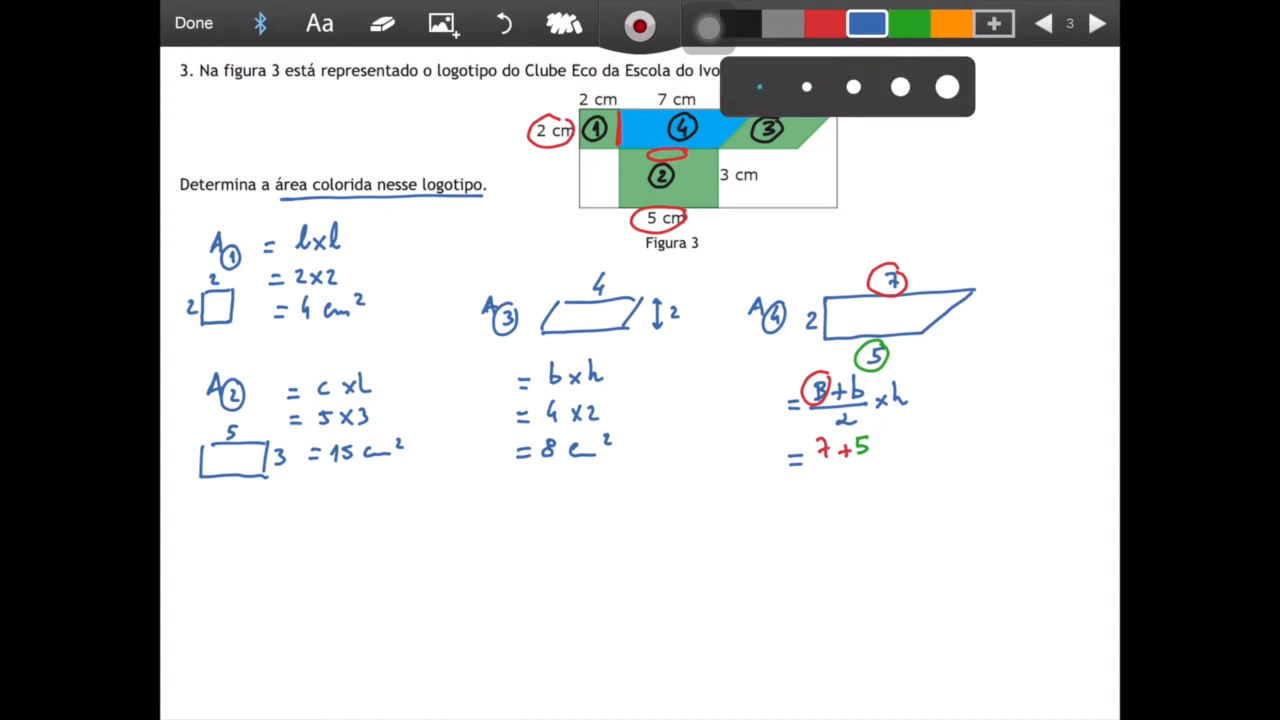 Done Aa 3
3. Na figura 3 está representado o logotipo do Clube Eco da Escola do Ivo
2 cm 7 cm
2 cm 1 4 3
2 3 cm
5 cm
Figura 3
Determina a área colorida nesse logotipo.
A1 = l×l
2 = 2×2
2 = 4 cm²
A2 = c×L
= 5×3
5
3 = 15 cm²
A3 4 2
= b×h
= 4×2
= 8 cm²
A4 2 7
5
= B+b/2 ×h
= 7+5